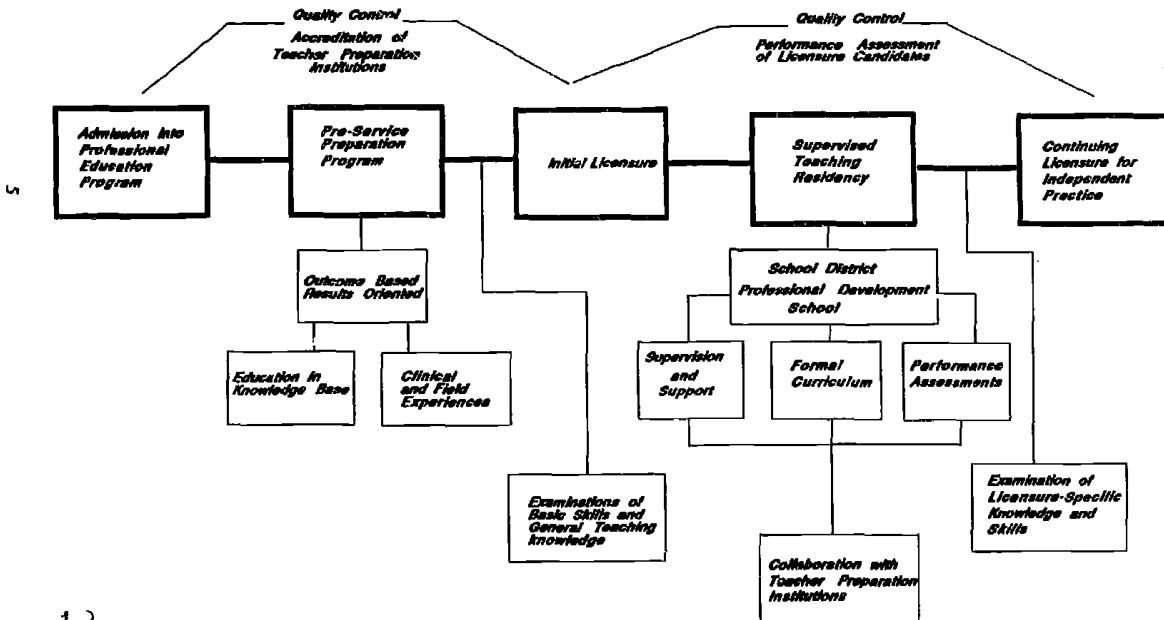 Quality Control
Accreditation of
Teacher Preparation
Institutions
Quality Control
Performance Assessment
of Licensure Candidates
Admission into
Professional
Education
Program
Pre-Service
Preparation
Program
Initial Licensure
Supervised
Teaching
Residency
Continuing
Licensure for
Independent
Practice
5
Outcome Based
Results Oriented
School District
Professional Development
School
Education in
Knowledge Base
Clinical
and Field
Experiences
Supervision
and
Support
Formal
Curriculum
Performance
Assessments
Examinations of
Basic Skills and
General Teaching
knowledge
Examination of
Licensure-Specific
Knowledge and
Skills
Collaboration with
Teacher Preparation
Institutions